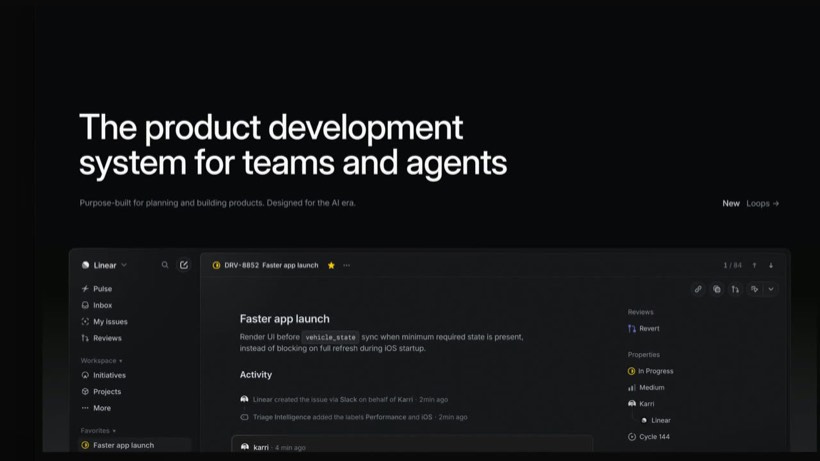 The product development
system for teams and agents
Purpose-built for planning and building products. Designed for the AI era.
New Loops →
Linear
DRV-8852 Faster app launch
1 / 84
Pulse
Inbox
My issues
Reviews
Workspace
Initiatives
Projects
More
Favorites
Faster app launch
Faster app launch
Render UI before vehicle_state sync when minimum required state is present,
instead of blocking on full refresh during iOS startup.
Activity
Linear created the issue via Slack on behalf of Karri · 2min ago
Triage Intelligence added the labels Performance and iOS · 2min ago
karri · 4 min ago
Reviews
Revert
Properties
In Progress
Medium
Karri
Linear
Cycle 144